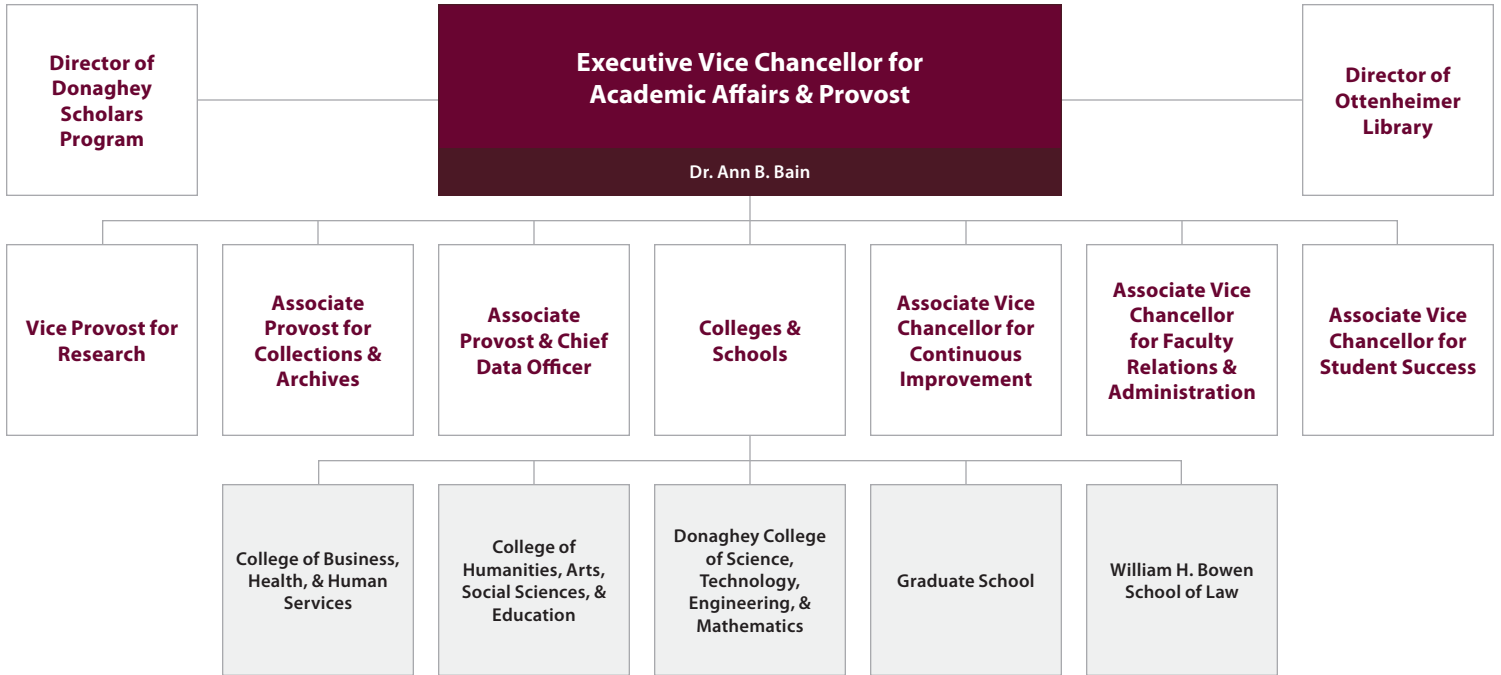 Director of
Donaghey
Scholars
Program
Executive Vice Chancellor for
Academic Affairs & Provost
Dr. Ann B. Bain
Director of
Ottenheimer
Library
Vice Provost for
Research
Associate
Provost for
Collections &
Archives
Associate
Provost & Chief
Data Officer
Colleges &
Schools
Associate Vice
Chancellor for
Continuous
Improvement
Associate Vice
Chancellor
for Faculty
Relations &
Administration
Associate Vice
Chancellor for
Student Success
College of Business,
Health, & Human
Services
College of
Humanities, Arts,
Social Sciences, &
Education
Donaghey College
of Science,
Technology,
Engineering, &
Mathematics
Graduate School
William H. Bowen
School of Law